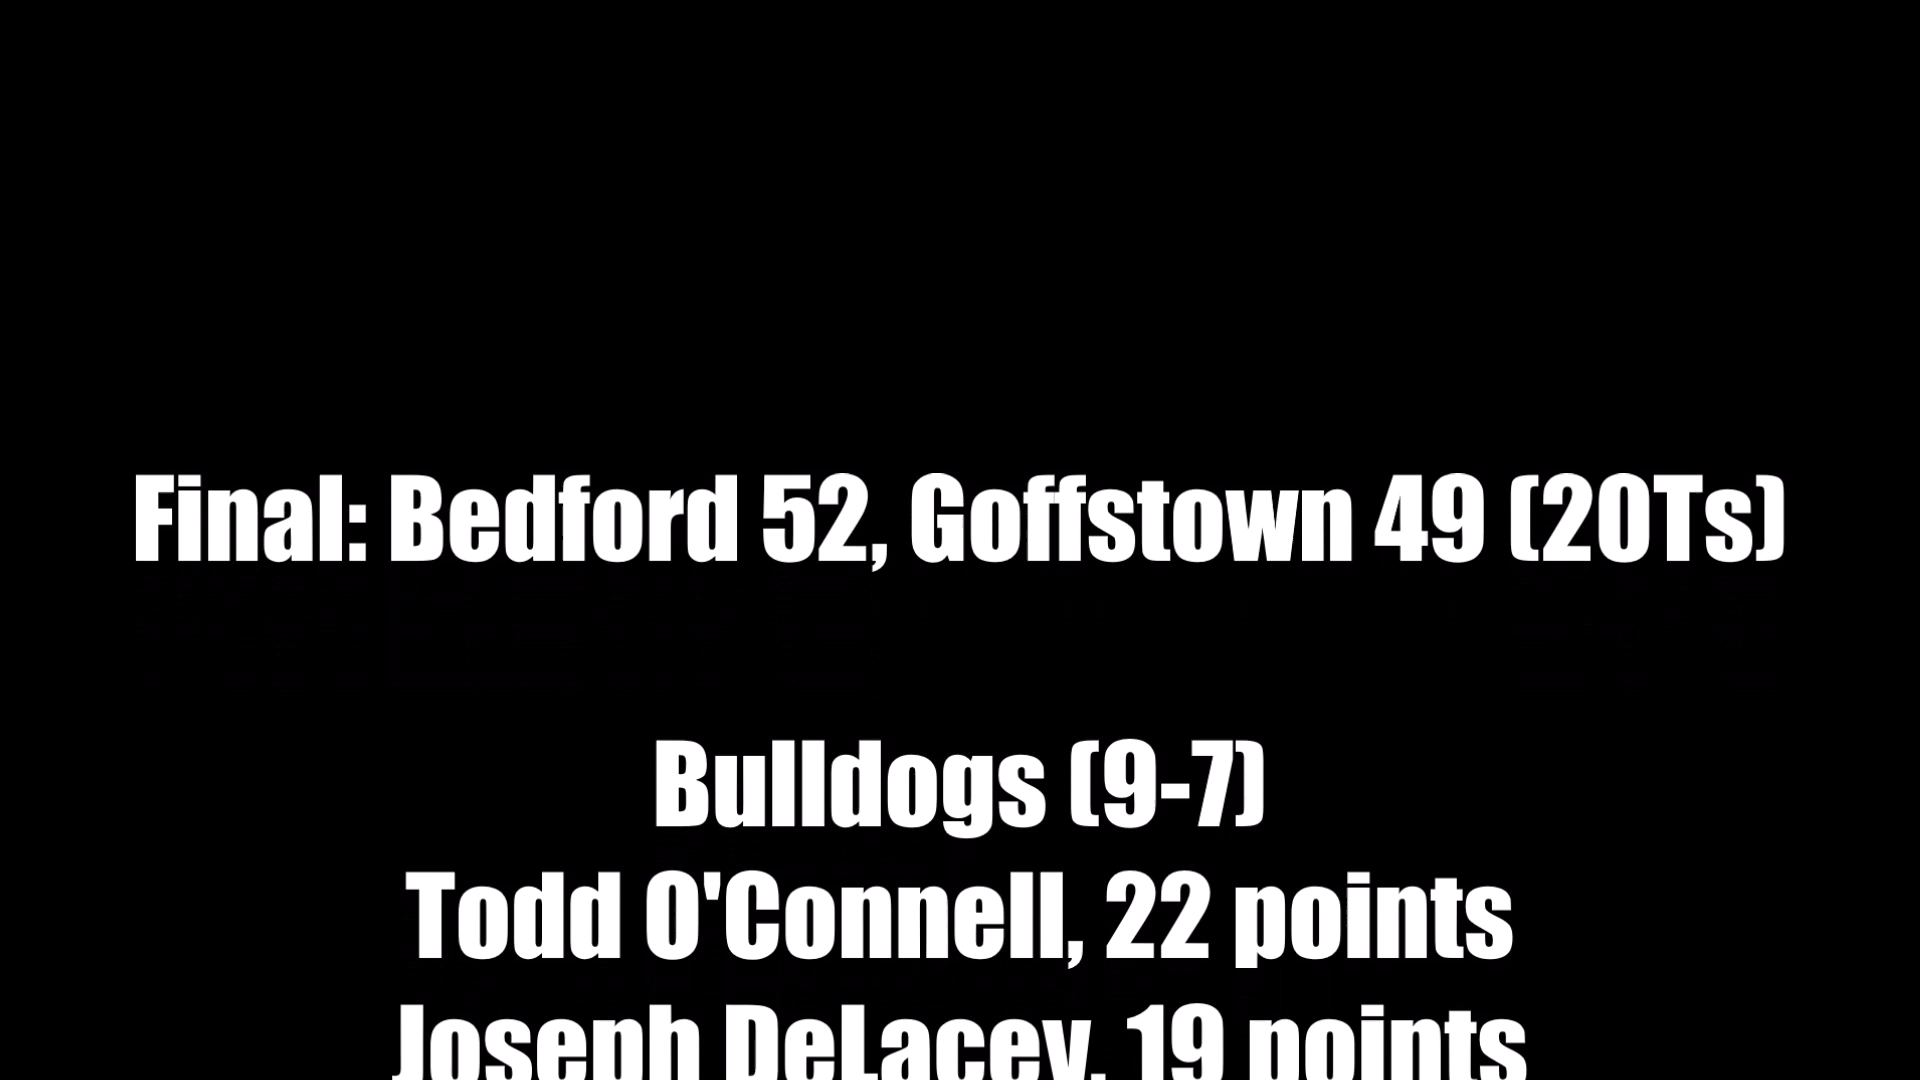 Final: Bedford 52, Goffstown 49 (2OTs)
Bulldogs (9-7)
Todd O'Connell, 22 points
Joseph DeLacey, 19 points